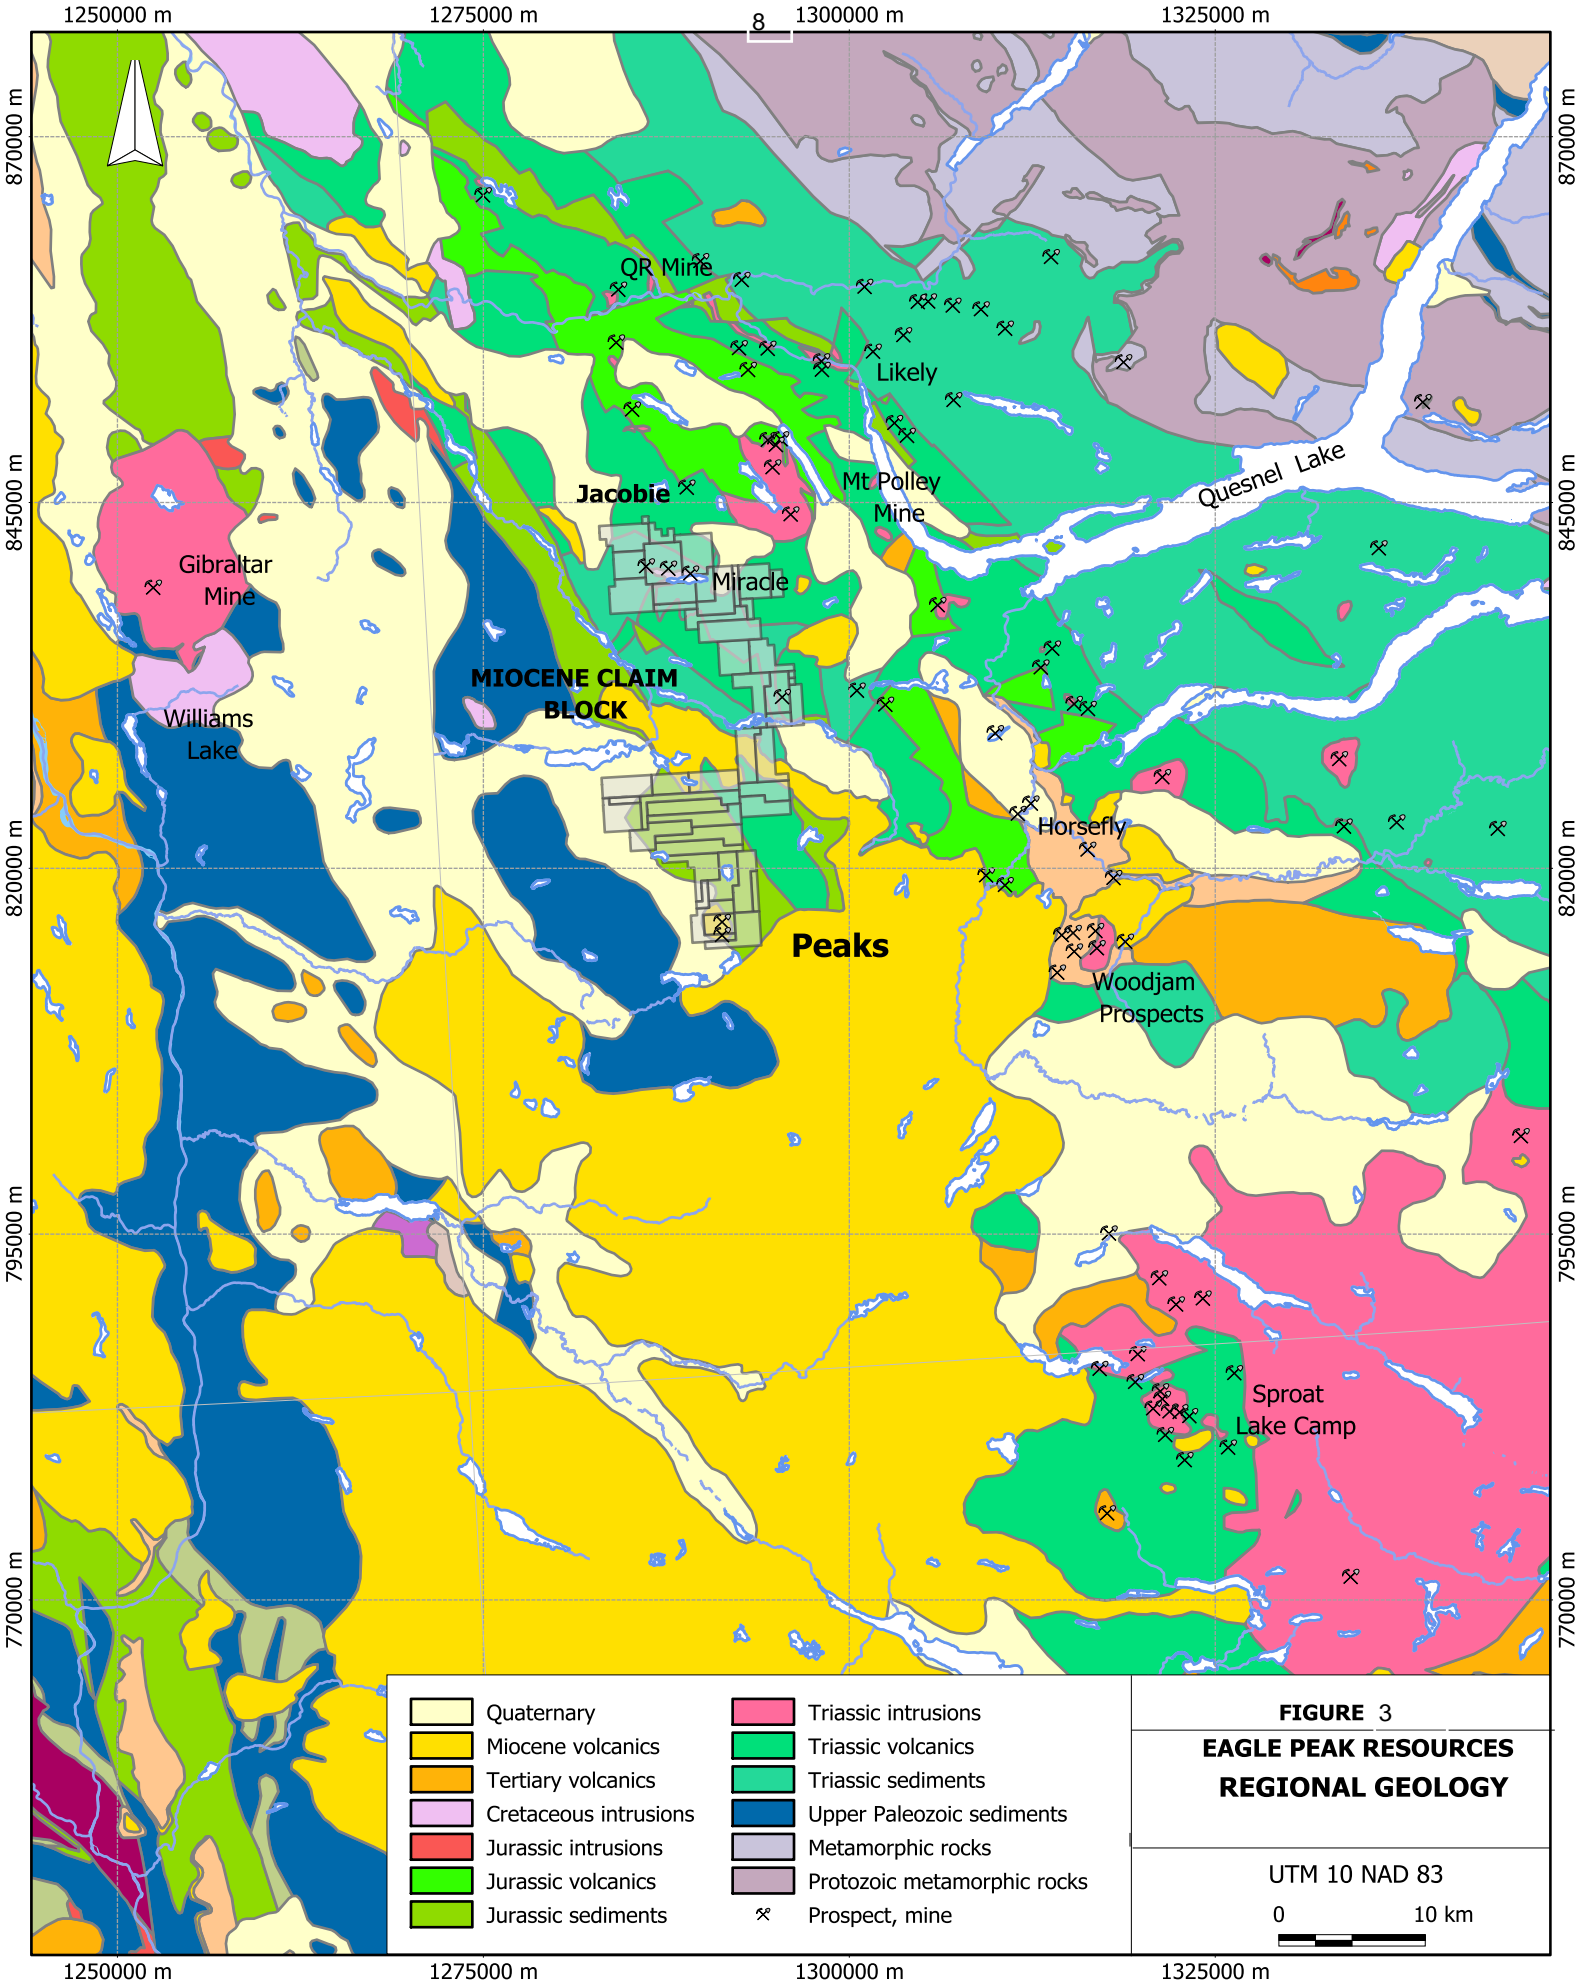 1250000 m
1275000 m
8
1300000 m
1325000 m
870000 m
870000 m
QR Mine
Likely
Quesnel Lake
845000 m
845000 m
Jacobie
Mt Polley
Mine
Gibraltar
Mine
Miracle
MIOCENE CLAIM
BLOCK
Williams
Lake
Horsefly
820000 m
820000 m
Peaks
Woodjam
Prospects
795000 m
795000 m
Sproat
Lake Camp
770000 m
770000 m
Quaternary
Miocene volcanics
Tertiary volcanics
Cretaceous intrusions
Jurassic intrusions
Jurassic volcanics
Jurassic sediments
Triassic intrusions
Triassic volcanics
Triassic sediments
Upper Paleozoic sediments
Metamorphic rocks
Protozoic metamorphic rocks
Prospect, mine
FIGURE 3
EAGLE PEAK RESOURCES
REGIONAL GEOLOGY
UTM 10 NAD 83
0
10 km
1250000 m
1275000 m
1300000 m
1325000 m